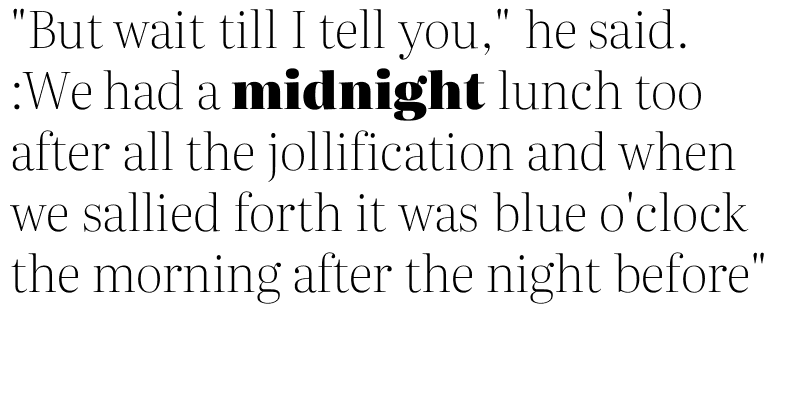 "But wait till I tell you," he said.
:We had a midnight lunch too
after all the jollification and when
we sallied forth it was blue o'clock
the morning after the night before"